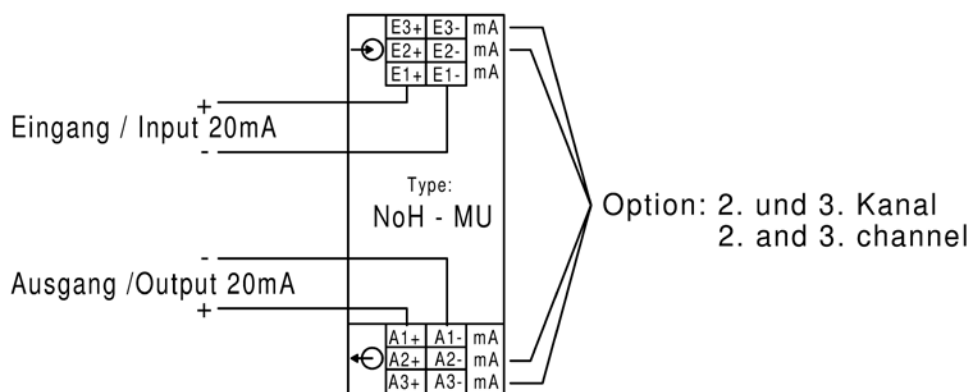 E3+ E3- mA
E2+ E2- mA
E1+ E1- mA
+
Eingang / Input 20mA
-
Type:
NoH - MU
Option: 2. und 3. Kanal
2. and 3. channel
-
Ausgang /Output 20mA
+
A1+ A1- mA
A2+ A2- mA
A3+ A3- mA